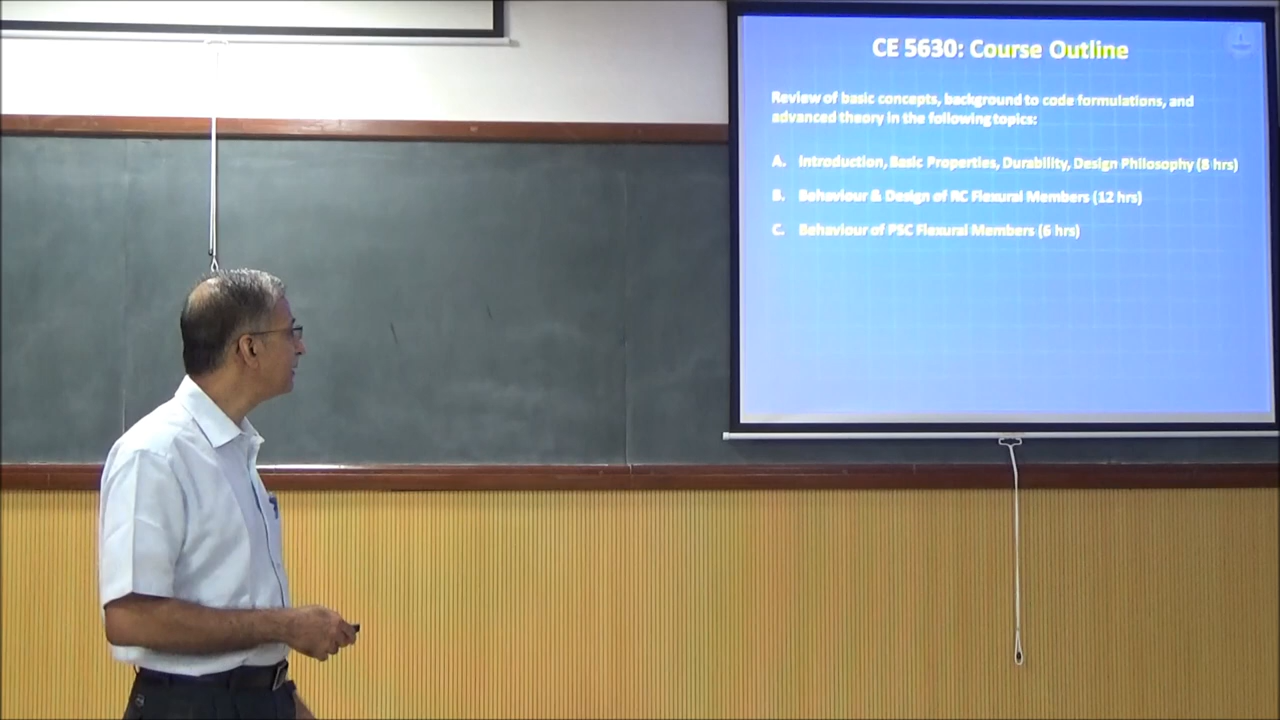 CE 5630: Course Outline
Review of basic concepts, background to code formulations, and
advanced theory in the following topics:
A. Introduction, Basic Properties, Durability, Design Philosophy (8 hrs)
B. Behaviour & Design of RC Flexural Members (12 hrs)
C. Behaviour of PSC Flexural Members (6 hrs)